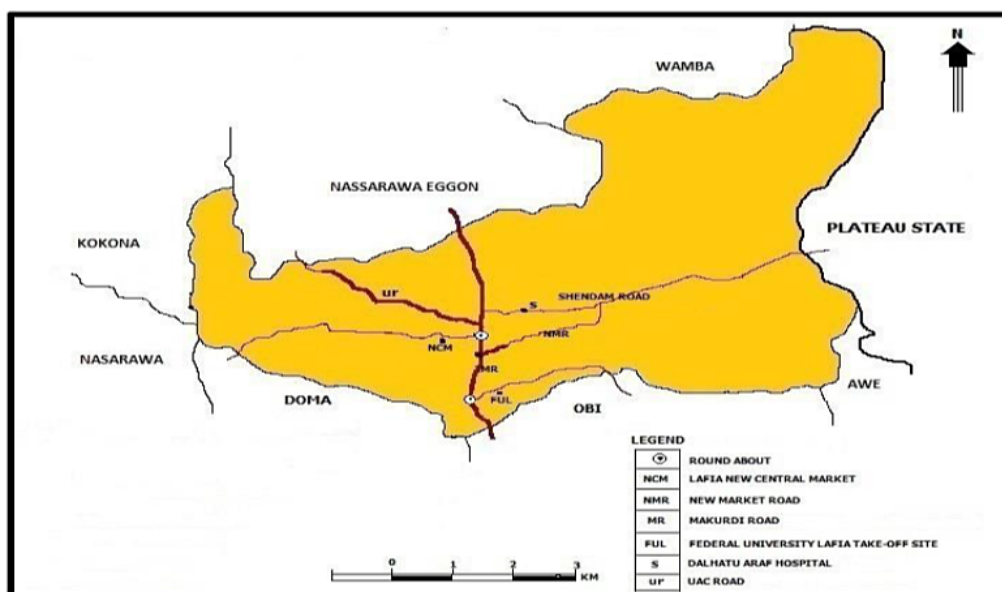 N
WAMBA
NASSARAWA EGGON
PLATEAU STATE
KOKONA
ur
S
SHENDAM ROAD
NMR
NCM
NASARAWA
MR
AWE
DOMA
FUL
OBI
LEGEND
ROUND ABOUT
NCM LAFIA NEW CENTRAL MARKET
NMR NEW MARKET ROAD
MR MAKURDI ROAD
FUL FEDERAL UNIVERSITY LAFIA TAKE-OFF SITE
S DALHATU ARAF HOSPITAL
ur UAC ROAD
0 1 2 3 KM